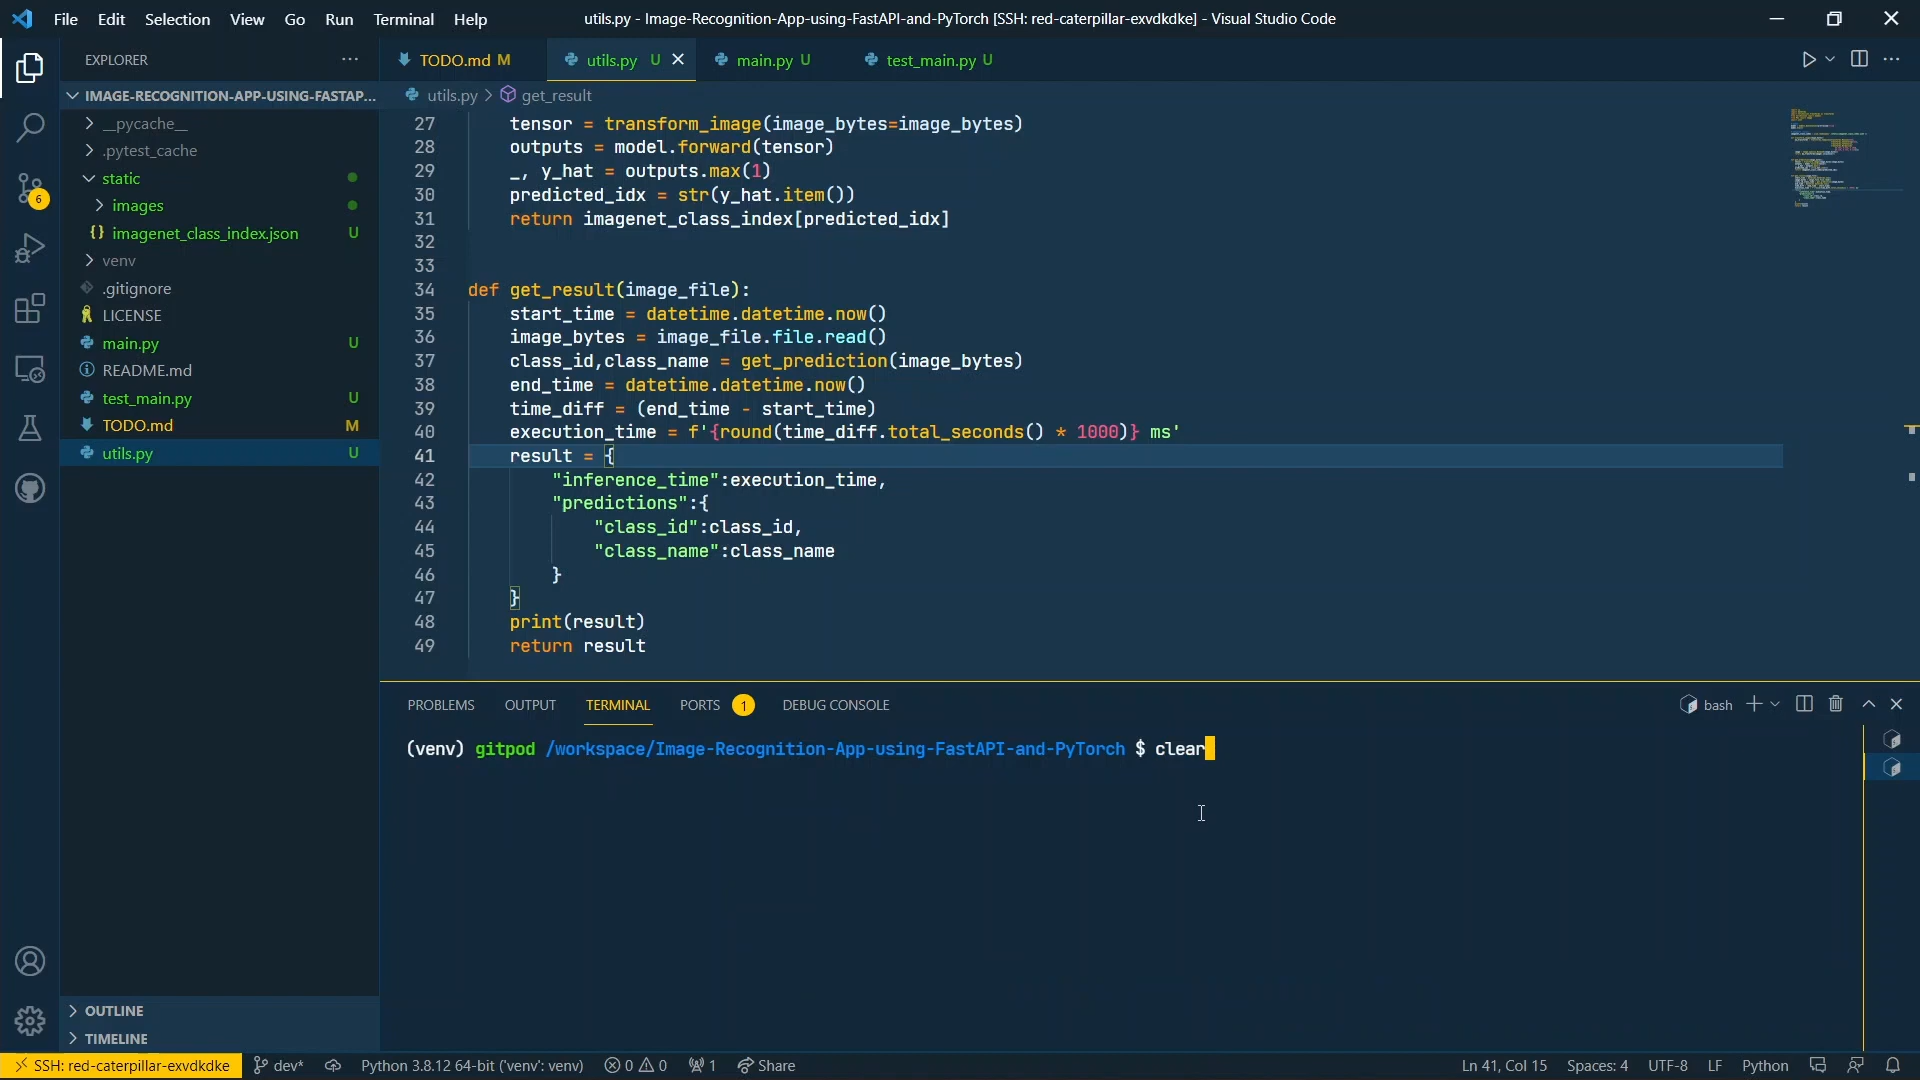 File Edit Selection View Go Run Terminal Help
utils.py - Image-Recognition-App-using-FastAPI-and-PyTorch [SSH: red-caterpillar-exvdkdke] - Visual Studio Code
EXPLORER
TODO.md M
utils.py U
main.py U
test_main.py U
IMAGE-RECOGNITION-APP-USING-FASTAP...
__pycache__
.pytest_cache
static
images
imagenet_class_index.json U
venv
.gitignore
LICENSE
main.py U
README.md
test_main.py U
TODO.md M
utils.py U
6
OUTLINE
TIMELINE
utils.py > get_result
27 tensor = transform_image(image_bytes=image_bytes)
28 outputs = model.forward(tensor)
29 _, y_hat = outputs.max(1)
30 predicted_idx = str(y_hat.item())
31 return imagenet_class_index[predicted_idx]
32
33
34 def get_result(image_file):
35 start_time = datetime.datetime.now()
36 image_bytes = image_file.file.read()
37 class_id,class_name = get_prediction(image_bytes)
38 end_time = datetime.datetime.now()
39 time_diff = (end_time - start_time)
40 execution_time = f'{round(time_diff.total_seconds() * 1000)} ms'
41 result = {
42 "inference_time":execution_time,
43 "predictions":{
44 "class_id":class_id,
45 "class_name":class_name
46 }
47 }
48 print(result)
49 return result
PROBLEMS OUTPUT TERMINAL PORTS 1 DEBUG CONSOLE
bash
(venv) gitpod /workspace/Image-Recognition-App-using-FastAPI-and-PyTorch $ clear
SSH: red-caterpillar-exvdkdke dev* Python 3.8.12 64-bit ('venv': venv) 0 0 1 Share
Ln 41, Col 15 Spaces: 4 UTF-8 LF Python